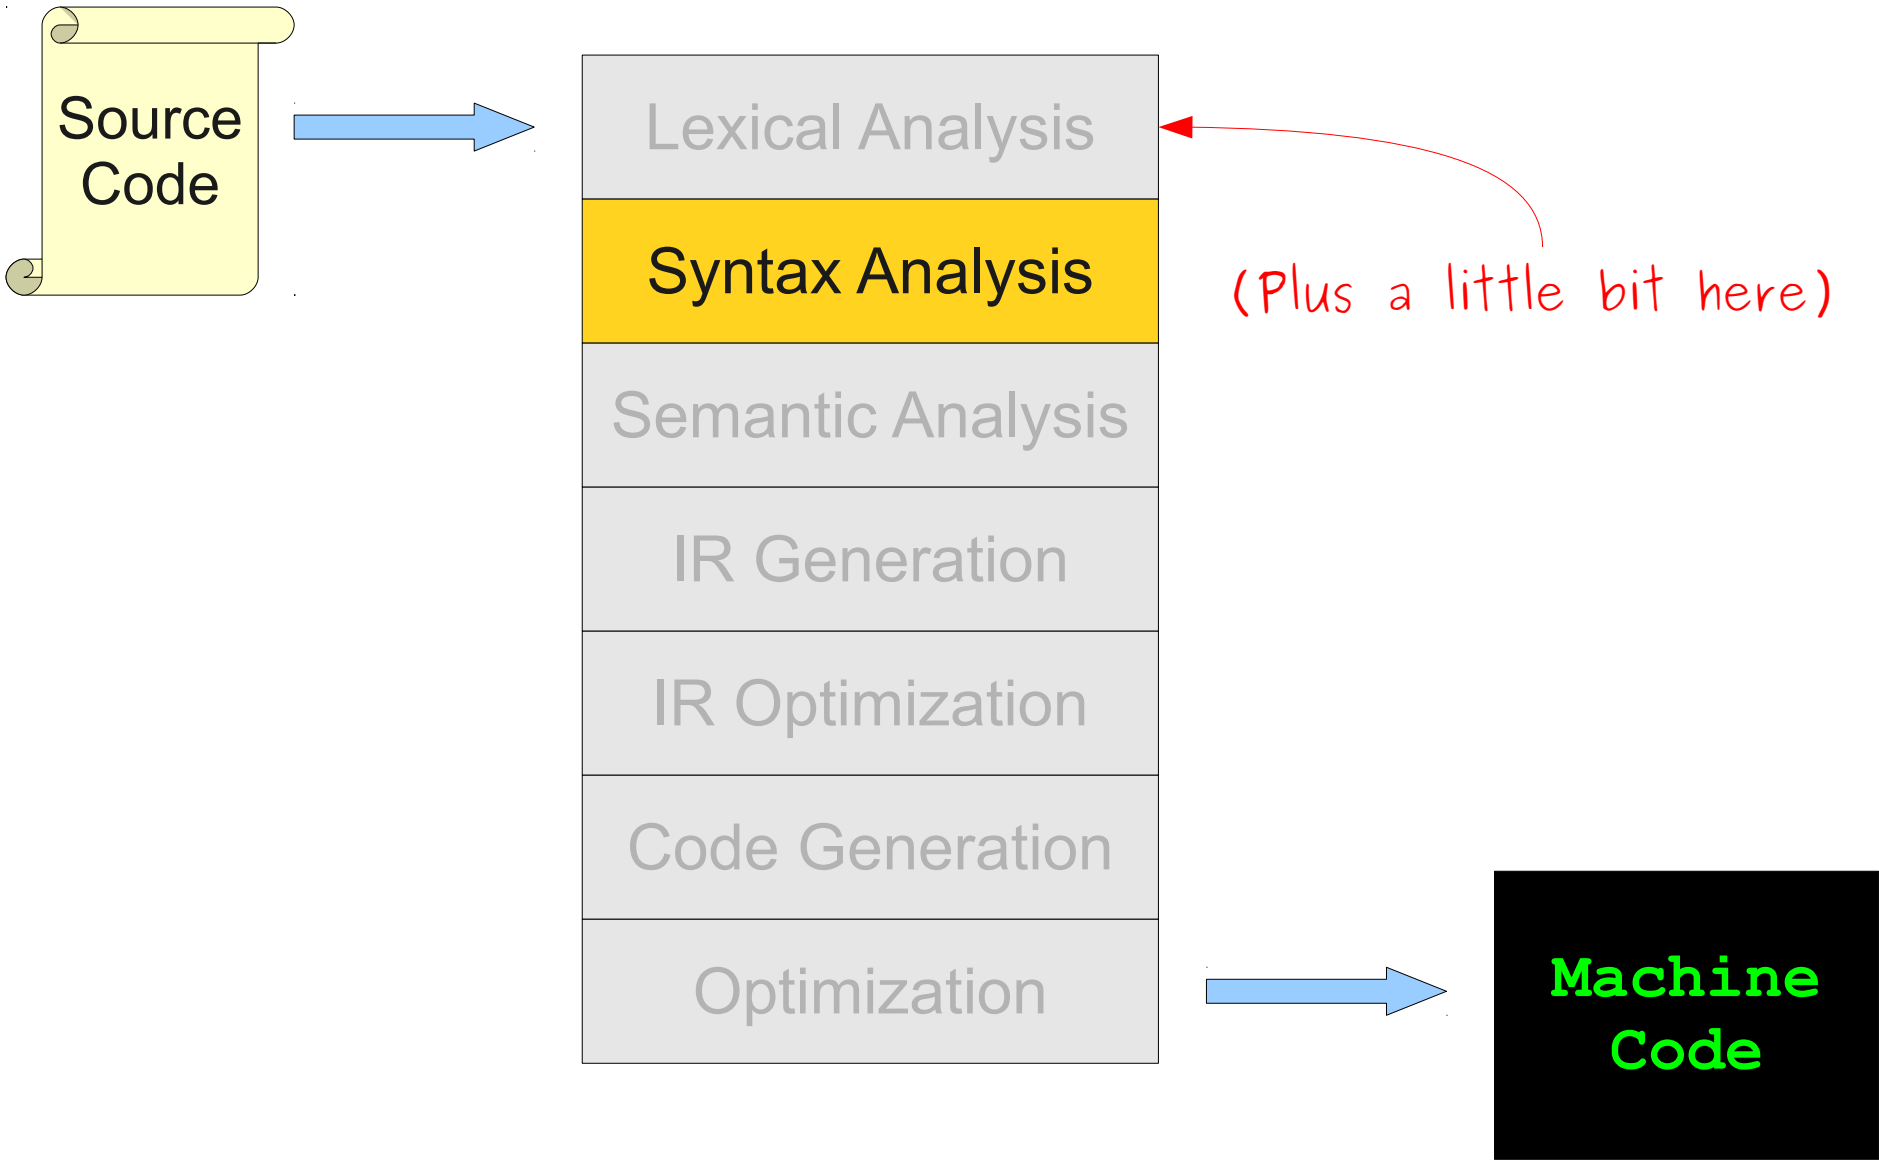 Source
Code
Lexical Analysis
Syntax Analysis
(Plus a little bit here)
Semantic Analysis
IR Generation
IR Optimization
Code Generation
Optimization
Machine
Code